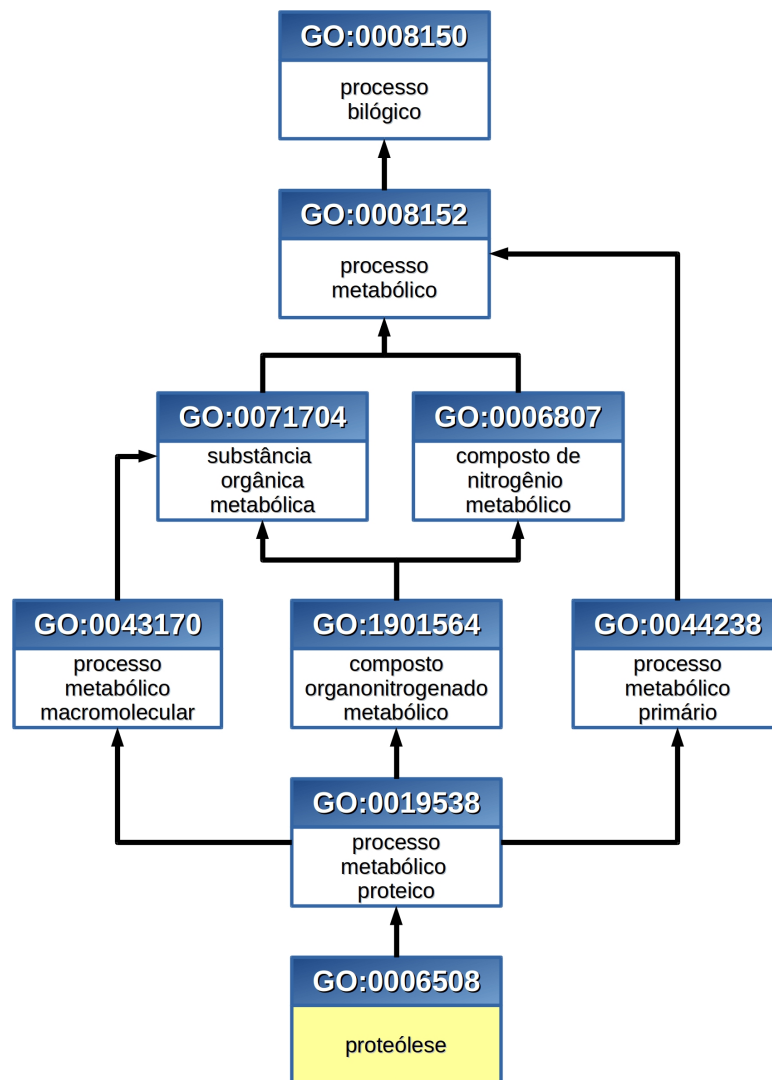 GO:0008150
processo
bilógico
GO:0008152
processo
metabólico
GO:0071704
substância
orgânica
metabólica
GO:0006807
composto de
nitrogênio
metabólico
GO:0043170
processo
metabólico
macromolecular
GO:1901564
composto
organonitrogenado
metabólico
GO:0044238
processo
metabólico
primário
GO:0019538
processo
metabólico
proteico
GO:0006508
proteólese